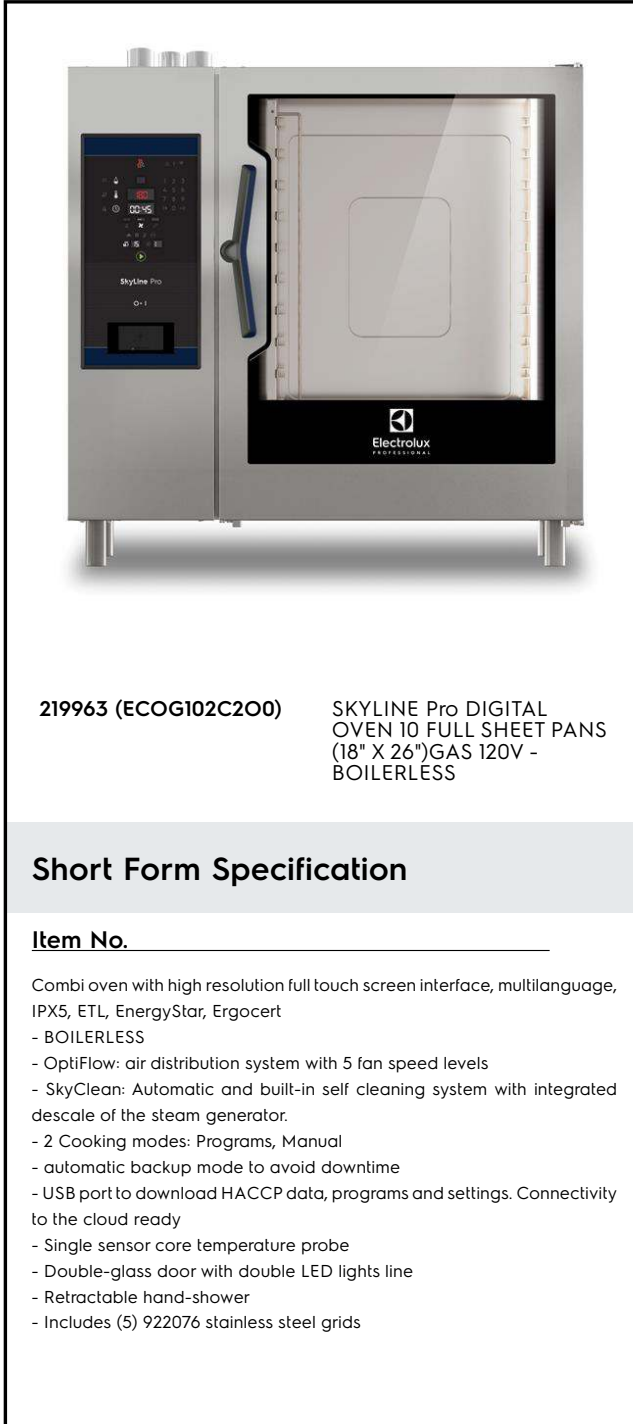 180
00:45
SkyLine Pro
Electrolux
PROFESSIONAL
219963 (ECOG102C2O0)
SKYLINE Pro DIGITAL
OVEN 10 FULL SHEET PANS
(18" X 26")GAS 120V -
BOILERLESS
Short Form Specification
Item No.
Combi oven with high resolution full touch screen interface, multilanguage,
IPX5, ETL, EnergyStar, Ergocert
- BOILERLESS
- OptiFlow: air distribution system with 5 fan speed levels
- SkyClean: Automatic and built-in self cleaning system with integrated
descale of the steam generator.
- 2 Cooking modes: Programs, Manual
- automatic backup mode to avoid downtime
- USB port to download HACCP data, programs and settings. Connectivity
to the cloud ready
- Single sensor core temperature probe
- Double-glass door with double LED lights line
- Retractable hand-shower
- Includes (5) 922076 stainless steel grids